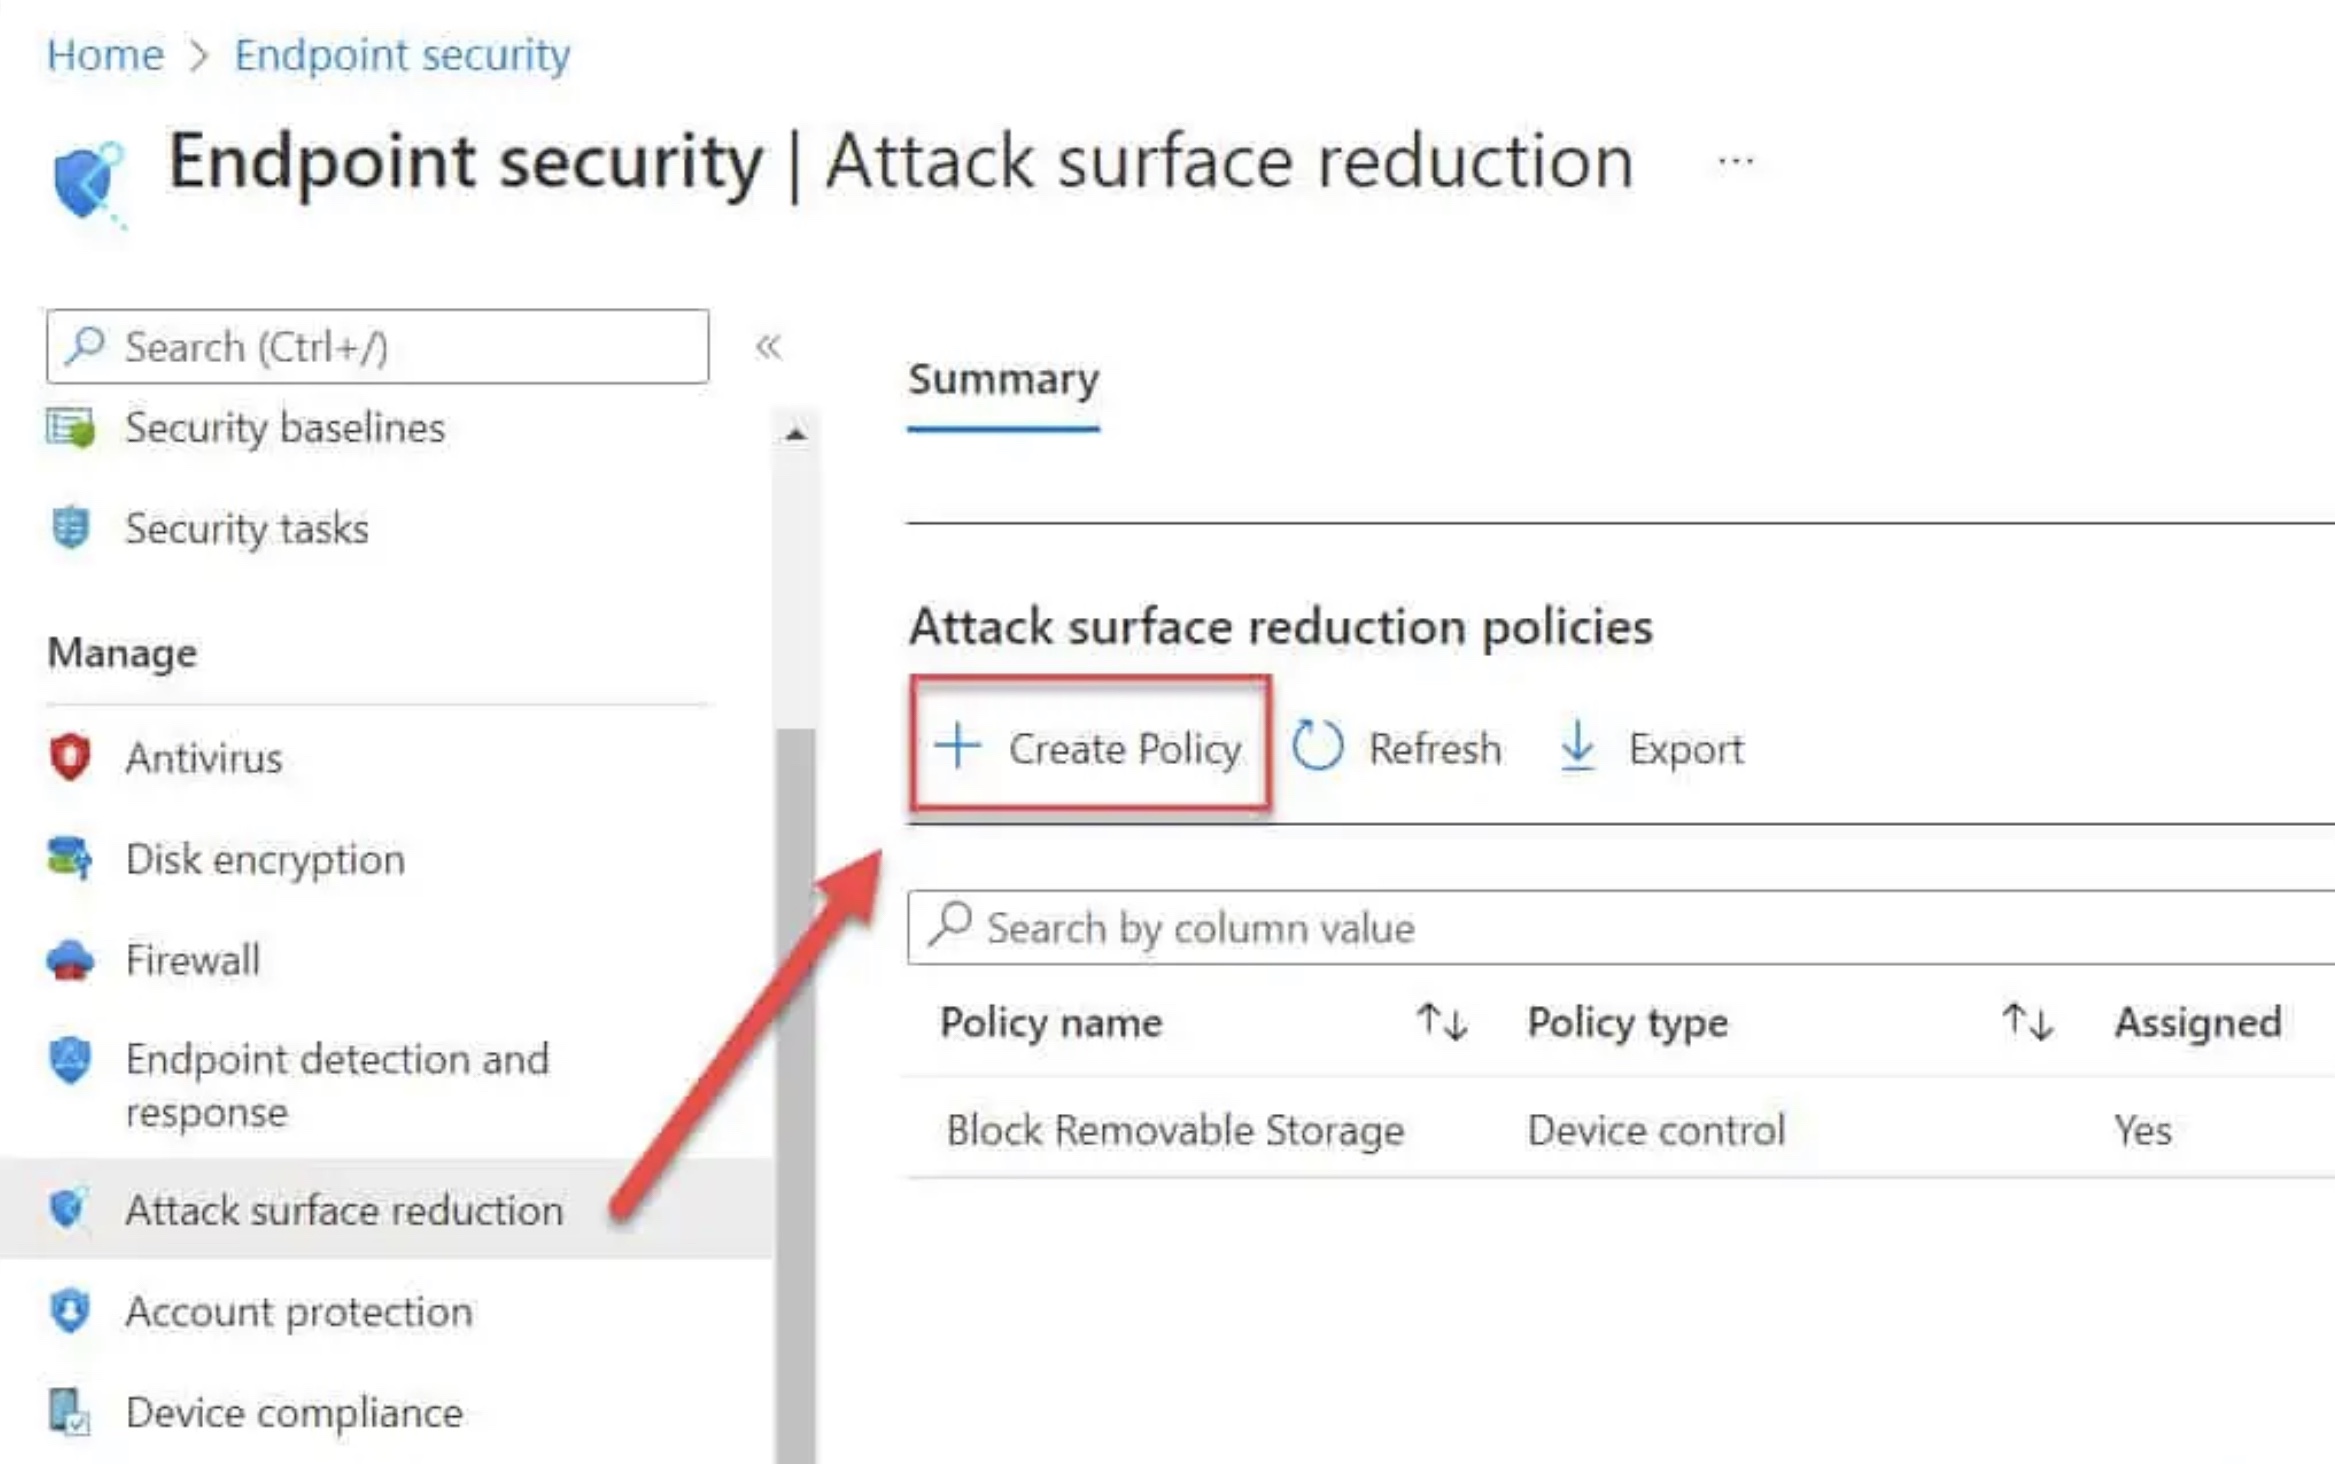 Home > Endpoint security
Endpoint security | Attack surface reduction ...
Search (Ctrl+/)
«
Security baselines
Security tasks
Manage
Antivirus
Disk encryption
Firewall
Endpoint detection and
response
Attack surface reduction
Account protection
Device compliance
Summary
Attack surface reduction policies
+ Create Policy
Refresh
Export
Search by column value
Policy name ↑↓ Policy type ↑↓ Assigned
Block Removable Storage Device control Yes